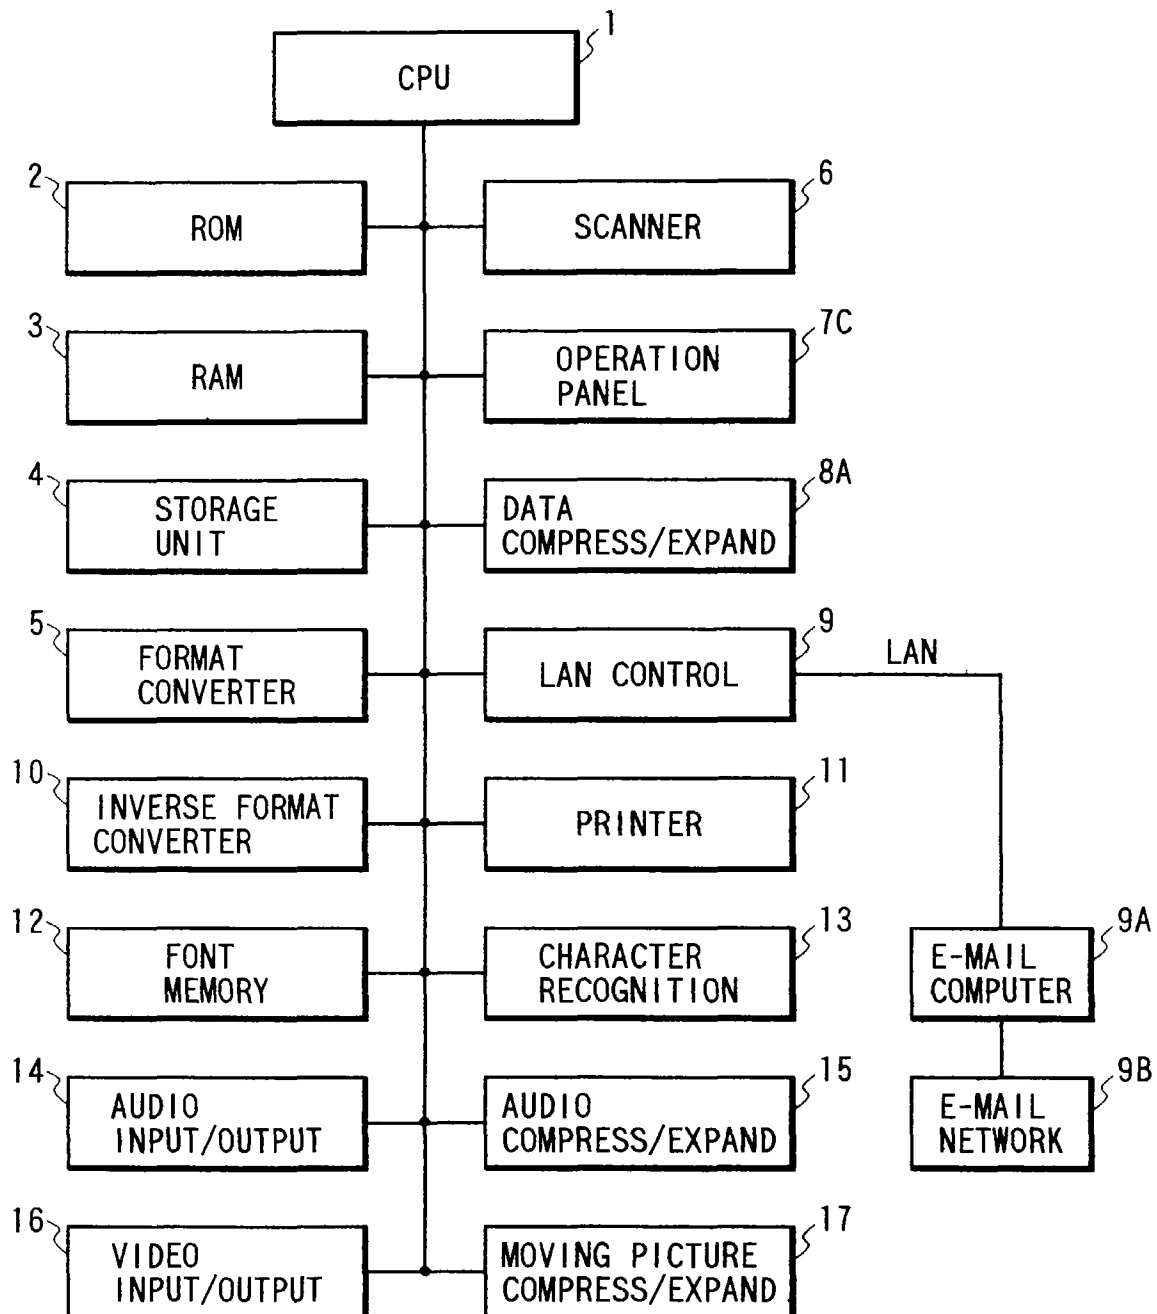 1
CPU
2
ROM
6
SCANNER
3
RAM
7C
OPERATION
PANEL
4
STORAGE
UNIT
8A
DATA
COMPRESS/EXPAND
5
FORMAT
CONVERTER
9
LAN CONTROL
LAN
10
INVERSE FORMAT
CONVERTER
11
PRINTER
12
FONT
MEMORY
13
CHARACTER
RECOGNITION
9A
E-MAIL
COMPUTER
14
AUDIO
INPUT/OUTPUT
15
AUDIO
COMPRESS/EXPAND
9B
E-MAIL
NETWORK
16
VIDEO
INPUT/OUTPUT
17
MOVING PICTURE
COMPRESS/EXPAND